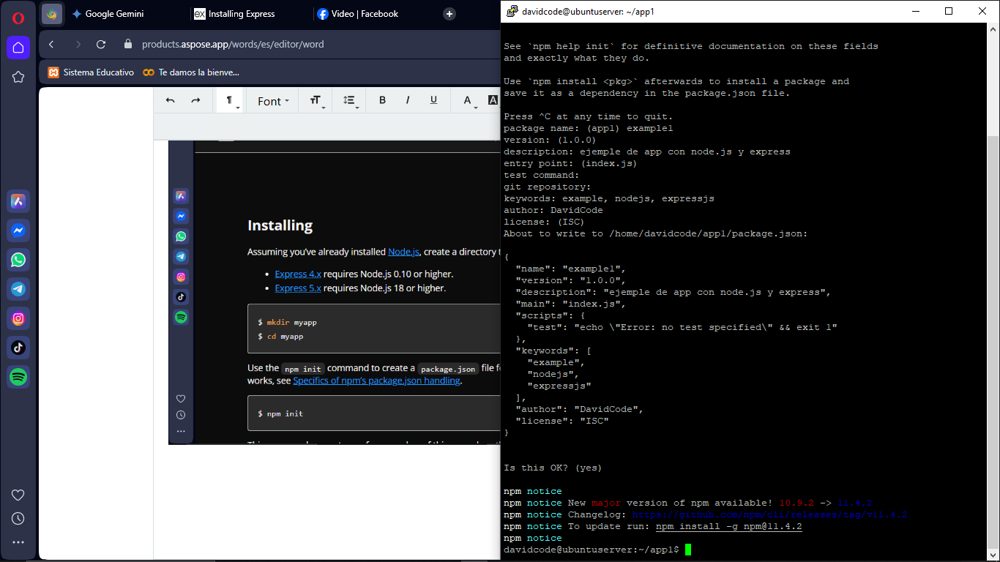 Google Gemini
ex Installing Express
Video | Facebook
products.aspose.app/words/es/editor/word
Sistema Educativo
Te damos la bienve...
Font
B I U A A
Installing
Assuming you've already installed Node.js, create a directory t
• Express 4.x requires Node.js 0.10 or higher.
• Express 5.x requires Node.js 18 or higher.
$ mkdir myapp
$ cd myapp
Use the npm init command to create a package.json file f
works, see Specifics of npm's package.json handling.
$ npm init
davidcode@ubuntuserver: ~/app1
See `npm help init` for definitive documentation on these fields
and exactly what they do.
Use `npm install <pkg>` afterwards to install a package and
save it as a dependency in the package.json file.
Press ^C at any time to quit.
package name: (app1) example1
version: (1.0.0)
description: ejemple de app con node.js y express
entry point: (index.js)
test command:
git repository:
keywords: example, nodejs, expressjs
author: DavidCode
license: (ISC)
About to write to /home/davidcode/app1/package.json:
{
"name": "example1",
"version": "1.0.0",
"description": "ejemple de app con node.js y express",
"main": "index.js",
"scripts": {
"test": "echo \"Error: no test specified\" && exit 1"
},
"keywords": [
"example",
"nodejs",
"expressjs"
],
"author": "DavidCode",
"license": "ISC"
}
Is this OK? (yes)
npm notice
npm notice New major version of npm available! 10.9.2 -> 11.4.2
npm notice Changelog: https://github.com/npm/cli/releases/tag/v11.4.2
npm notice To update run: npm install -g npm@11.4.2
npm notice
davidcode@ubuntuserver:~/app1$